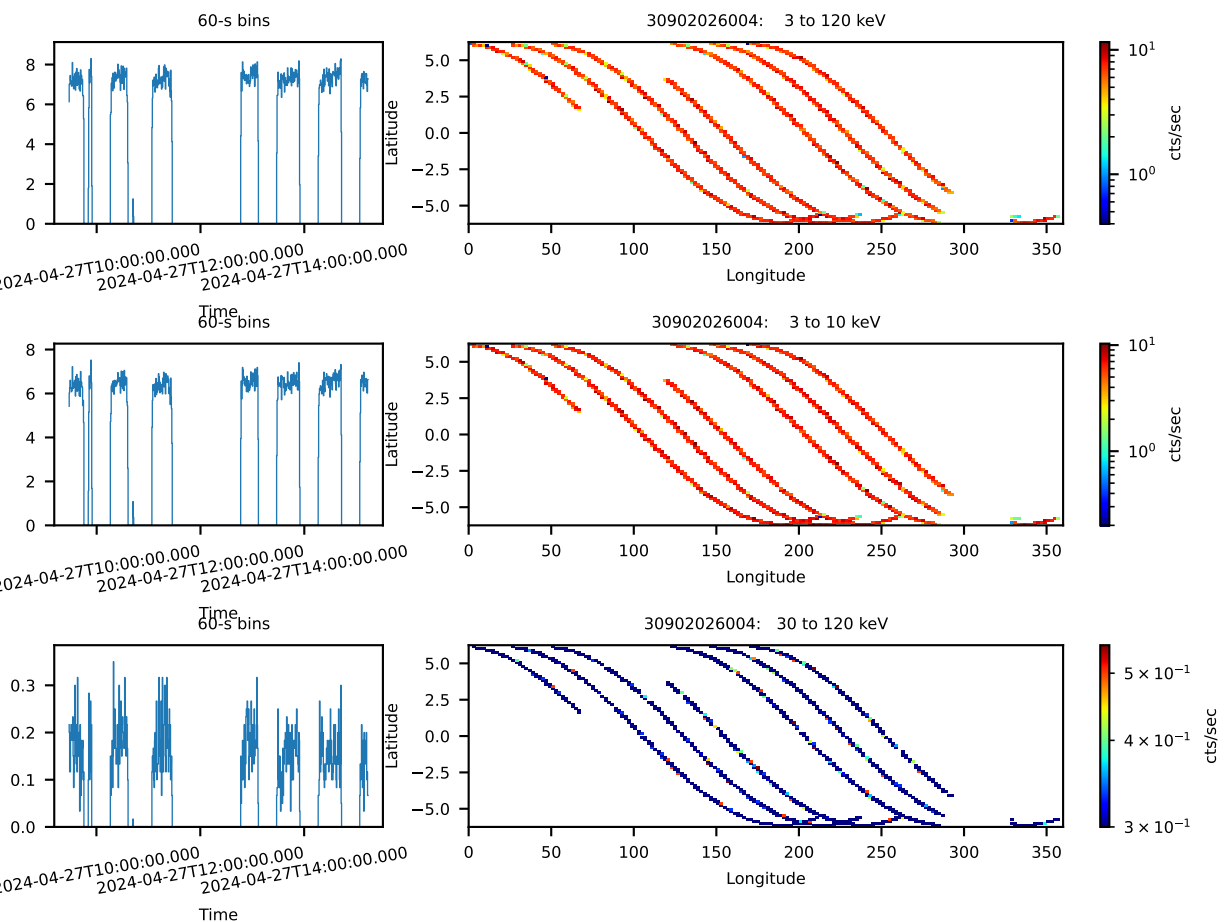 60-s bins
30902026004:    3 to 120 keV
8
6
4
2
0
Latitude
5.0
2.5
0.0
−2.5
−5.0
10^1
10^0
cts/sec
0 50 100 150 200 250 300 350
2024-04-27T10:00:00.000
2024-04-27T12:00:00.000
2024-04-27T14:00:00.000
Longitude
Time
60-s bins
30902026004:    3 to 10 keV
8
6
4
2
0
Latitude
5.0
2.5
0.0
−2.5
−5.0
10^1
10^0
cts/sec
0 50 100 150 200 250 300 350
2024-04-27T10:00:00.000
2024-04-27T12:00:00.000
2024-04-27T14:00:00.000
Longitude
Time
60-s bins
30902026004:   30 to 120 keV
0.3
0.2
0.1
0.0
Latitude
5.0
2.5
0.0
−2.5
−5.0
5 × 10^−1
4 × 10^−1
3 × 10^−1
cts/sec
0 50 100 150 200 250 300 350
2024-04-27T10:00:00.000
2024-04-27T12:00:00.000
2024-04-27T14:00:00.000
Longitude
Time